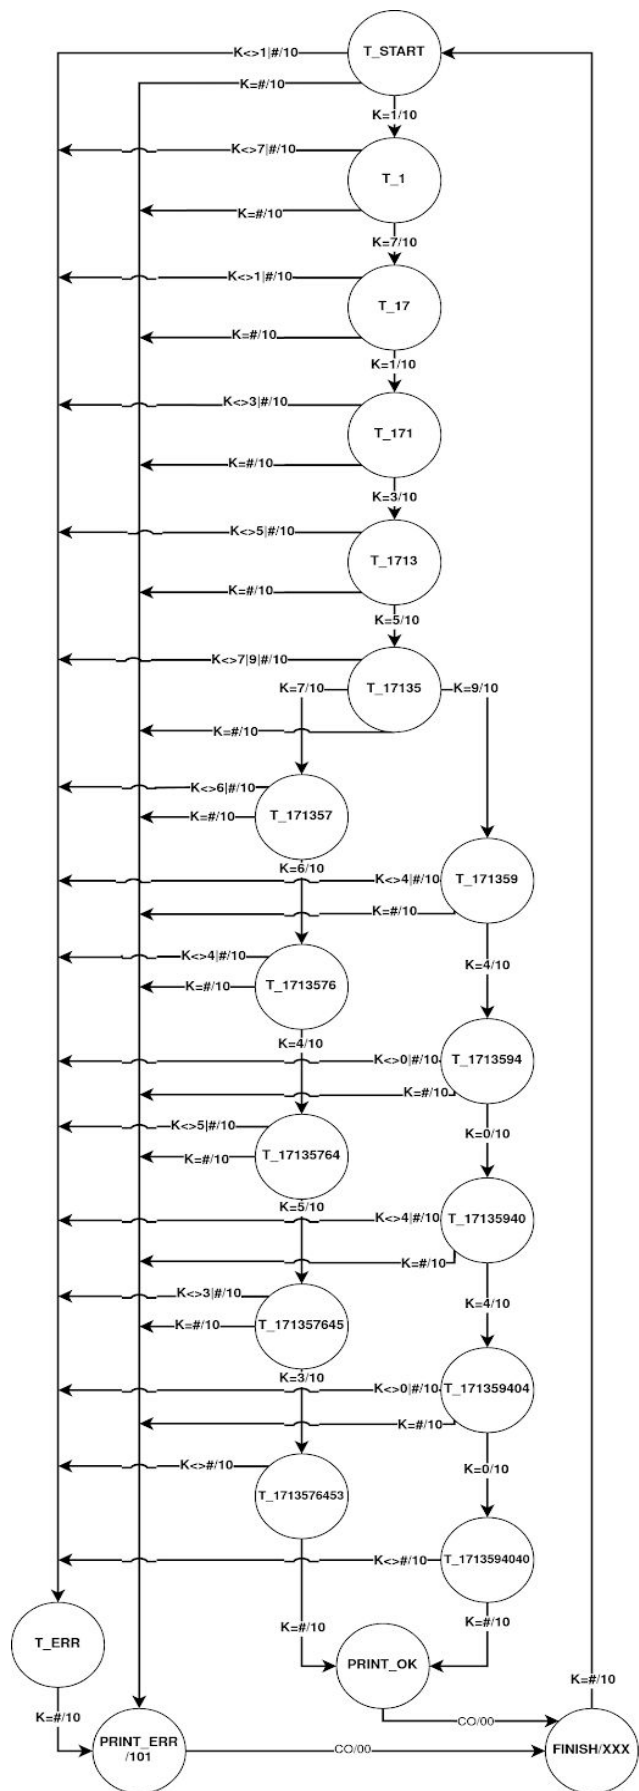 T_START
K<>1|#/10
K=#/10
K=1/10
K<>7|#/10
T_1
K=#/10
K=7/10
K<>1|#/10
T_17
K=#/10
K=1/10
K<>3|#/10
T_171
K=#/10
K=3/10
K<>5|#/10
T_1713
K=#/10
K=5/10
K<>7|9|#/10
K=7/10
T_17135
K=9/10
K=#/10
K<>6|#/10
T_171357
K=#/10
K=6/10
K<>4|#/10
T_171359
K=#/10
K<>4|#/10
K=4/10
T_1713576
K=#/10
K=4/10
K<>0|#/10
T_1713594
K=#/10
K<>5|#/10
K=0/10
T_17135764
K=#/10
K=5/10
K<>4|#/10
T_17135940
K=#/10
K<>3|#/10
K=4/10
T_171357645
K=#/10
K=3/10
K<>0|#/10
T_171359404
K=#/10
K<>#/10
K=0/10
T_1713576453
K<>#/10
T_1713594040
K=#/10
K=#/10
T_ERR
PRINT_OK
K=#/10
K=#/10
CO/00
PRINT_ERR
/101
CO/00
FINISH/XXX